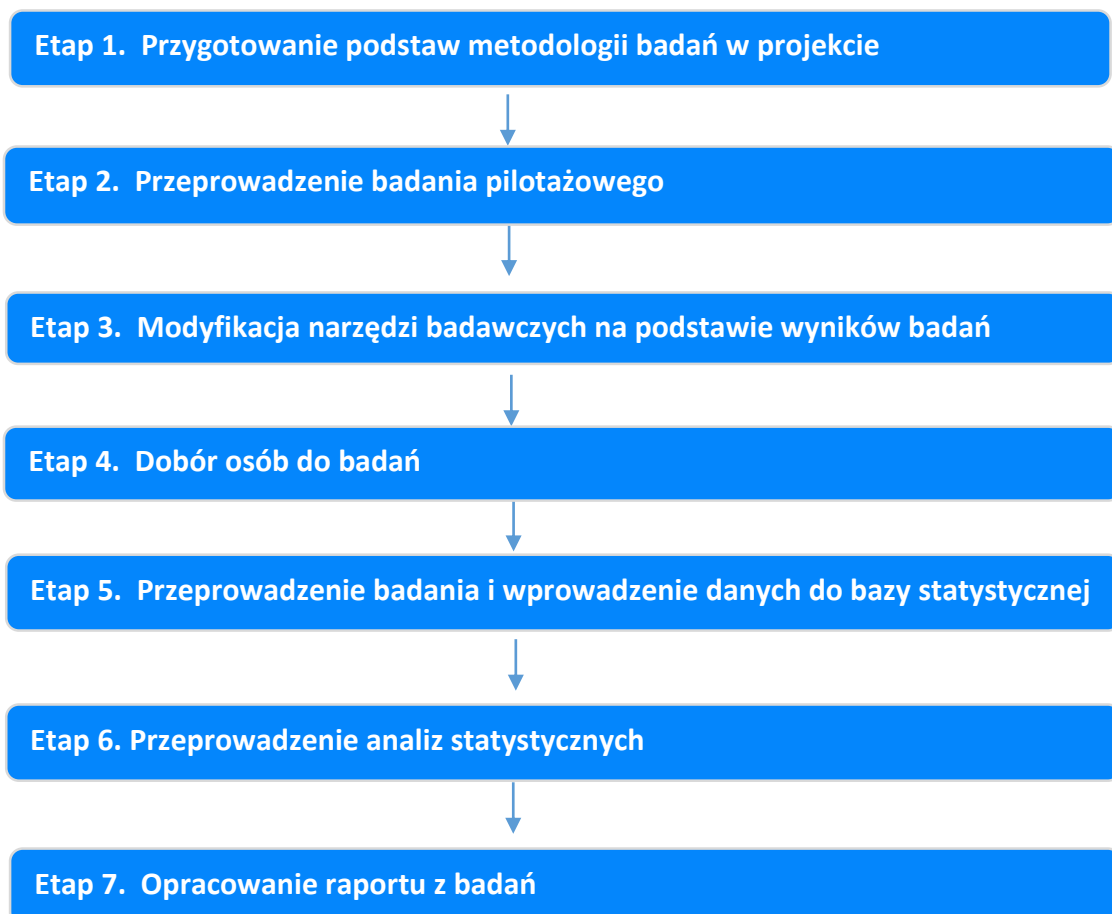 Etap 1.  Przygotowanie podstaw metodologii badań w projekcie
Etap 2.  Przeprowadzenie badania pilotażowego
Etap 3.  Modyfikacja narzędzi badawczych na podstawie wyników badań
Etap 4.  Dobór osób do badań
Etap 5.  Przeprowadzenie badania i wprowadzenie danych do bazy statystycznej
Etap 6. Przeprowadzenie analiz statystycznych
Etap 7.  Opracowanie raportu z badań